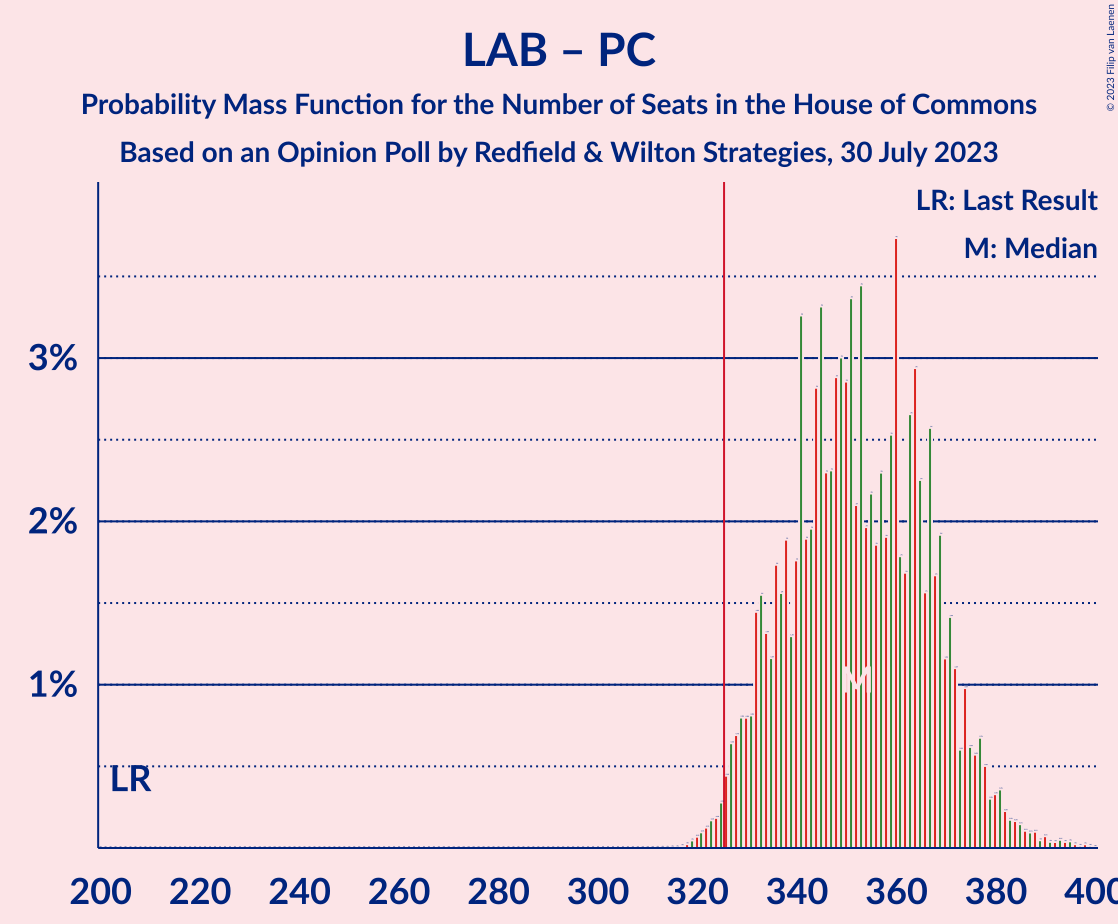 LAB – PC
Probability Mass Function for the Number of Seats in the House of Commons
Based on an Opinion Poll by Redfield & Wilton Strategies, 30 July 2023
© 2023 Filip van Laenen
LR: Last Result
M: Median
3%
2%
1%
LR
M
200 220 240 260 280 300 320 340 360 380 400